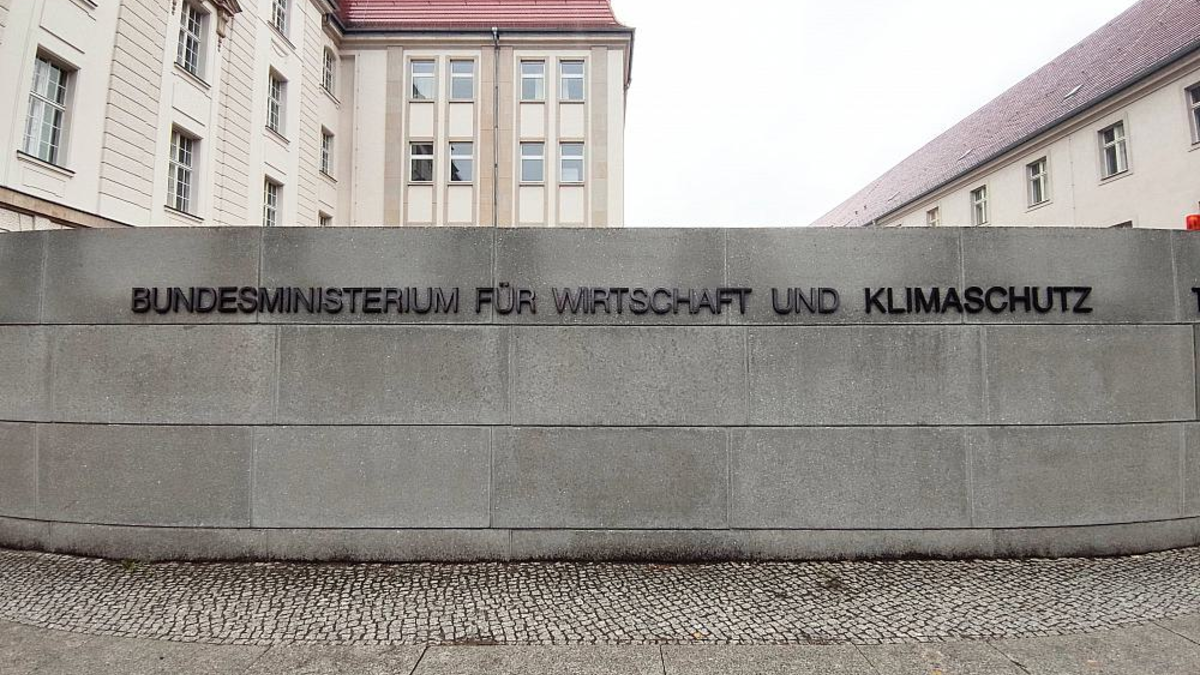 BUNDESMINISTERIUM FÜR WIRTSCHAFT UND KLIMASCHUTZ